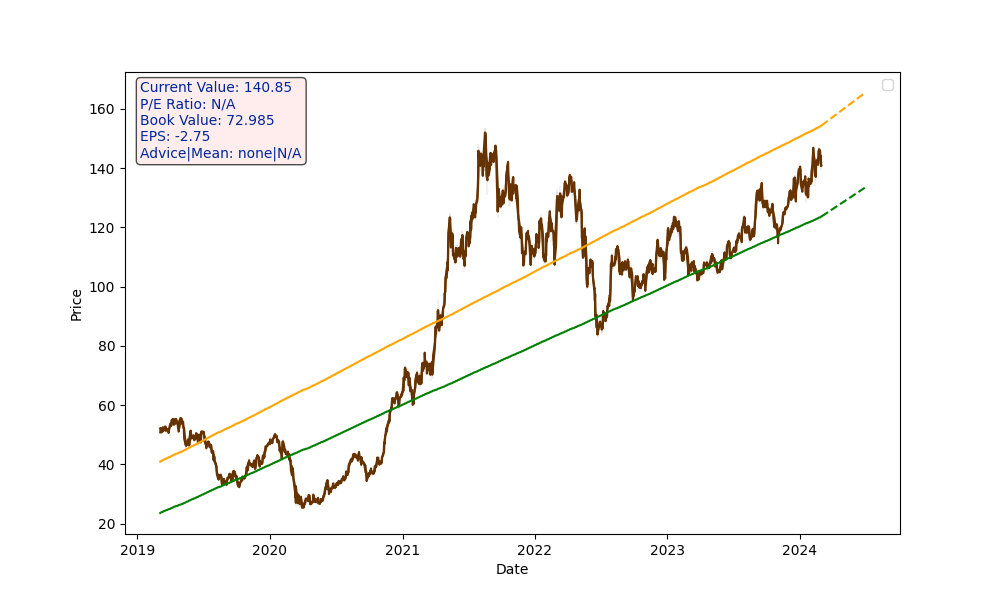 Current Value: 140.85
P/E Ratio: N/A
Book Value: 72.985
EPS: -2.75
Advice|Mean: none|N/A
160
140
120
100
80
60
40
20
Price
2019 2020 2021 2022 2023 2024
Date